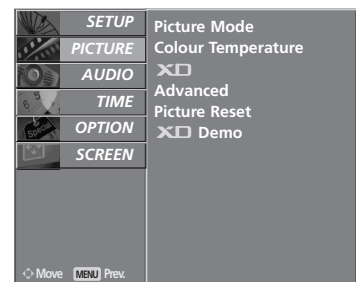 SETUP
PICTURE
AUDIO
TIME
OPTION
SCREEN
Move MENU Prev.
Picture Mode
Colour Temperature
XD
Advanced
Picture Reset
XD Demo